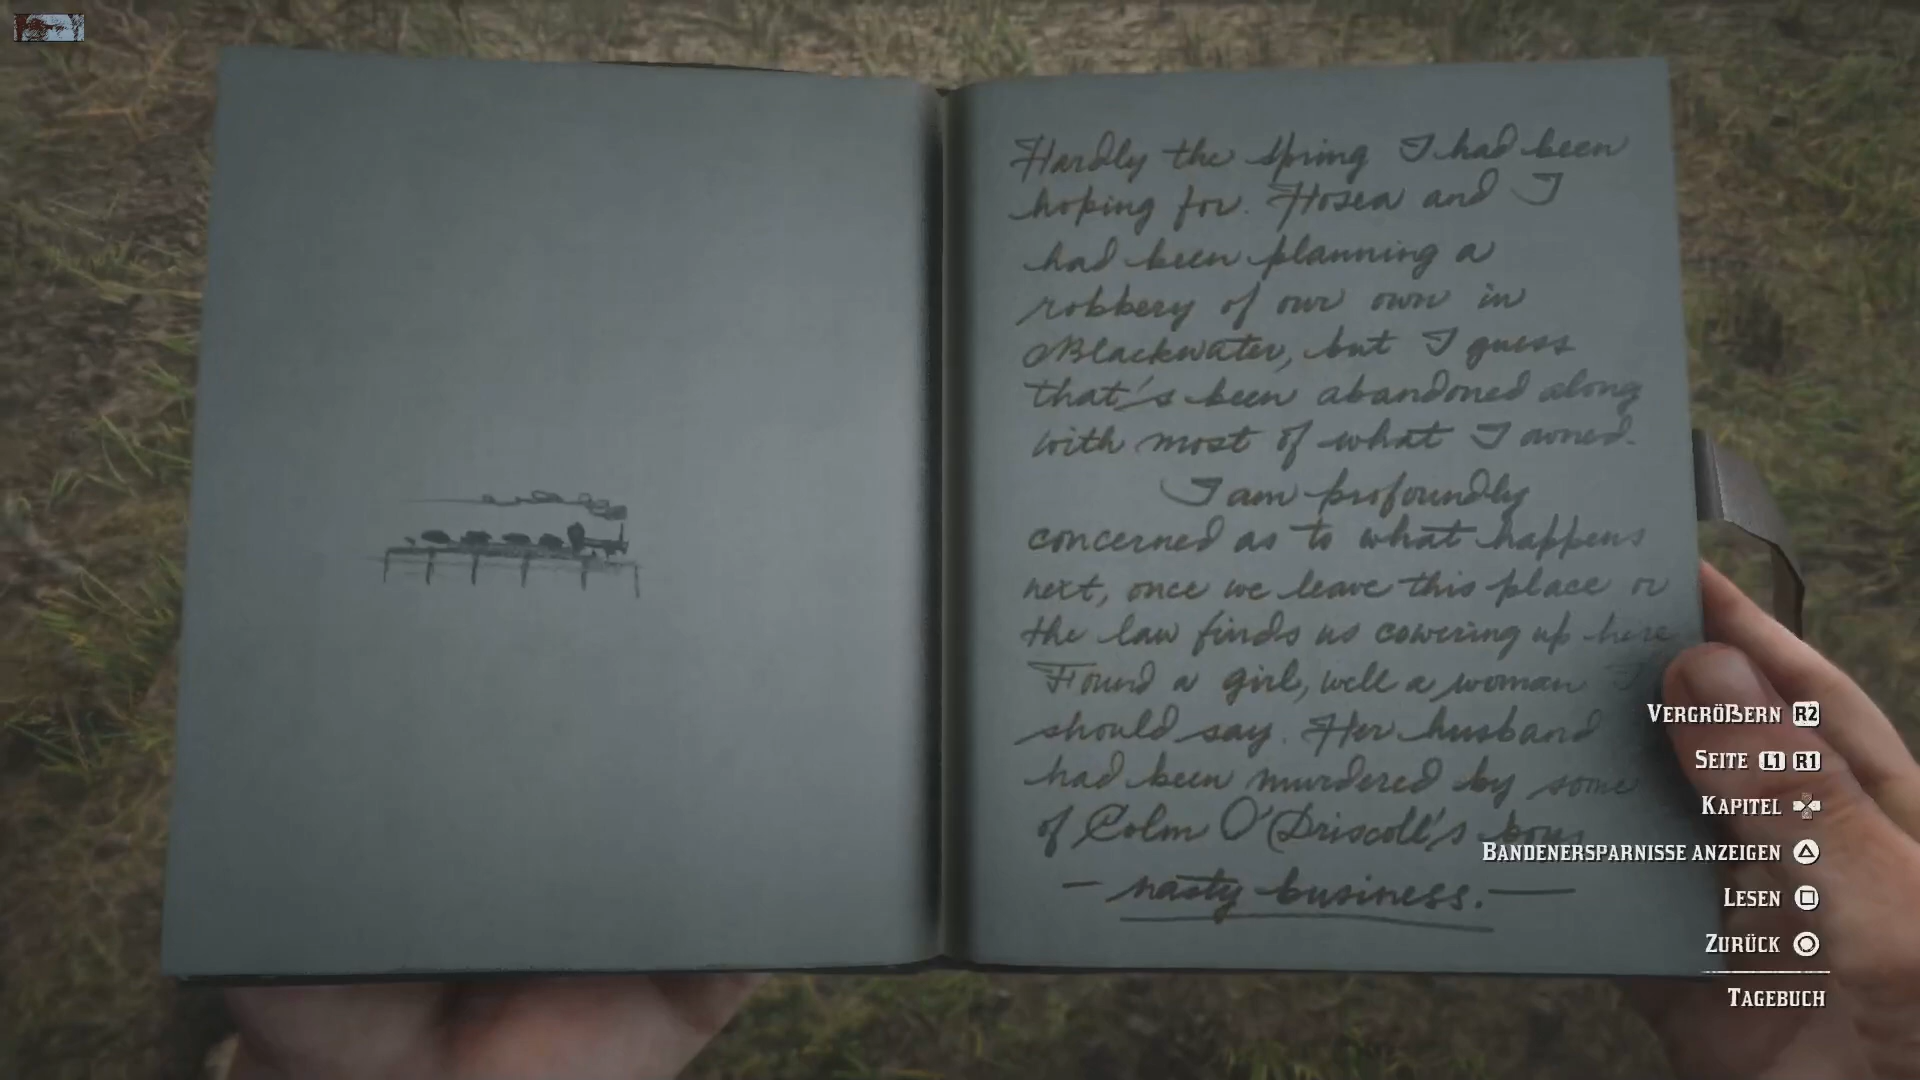 Hardly the spring I had been
hoping for. Hosea and I
had been planning a
robbery of our own in
Blackwater, but I guess
that's been abandoned along
with most of what I owned.
I am profoundly
concerned as to what happens
next, once we leave this place or
the law finds us cowering up here
Found a girl, well a woman I
should say. Her husband
had been murdered by some
of Colm O'Driscoll's boys
— nasty business. —
VERGRÖẞERN R2
SEITE L1 R1
KAPITEL
BANDENERSPARNISSE ANZEIGEN
LESEN
ZURÜCK
TAGEBUCH